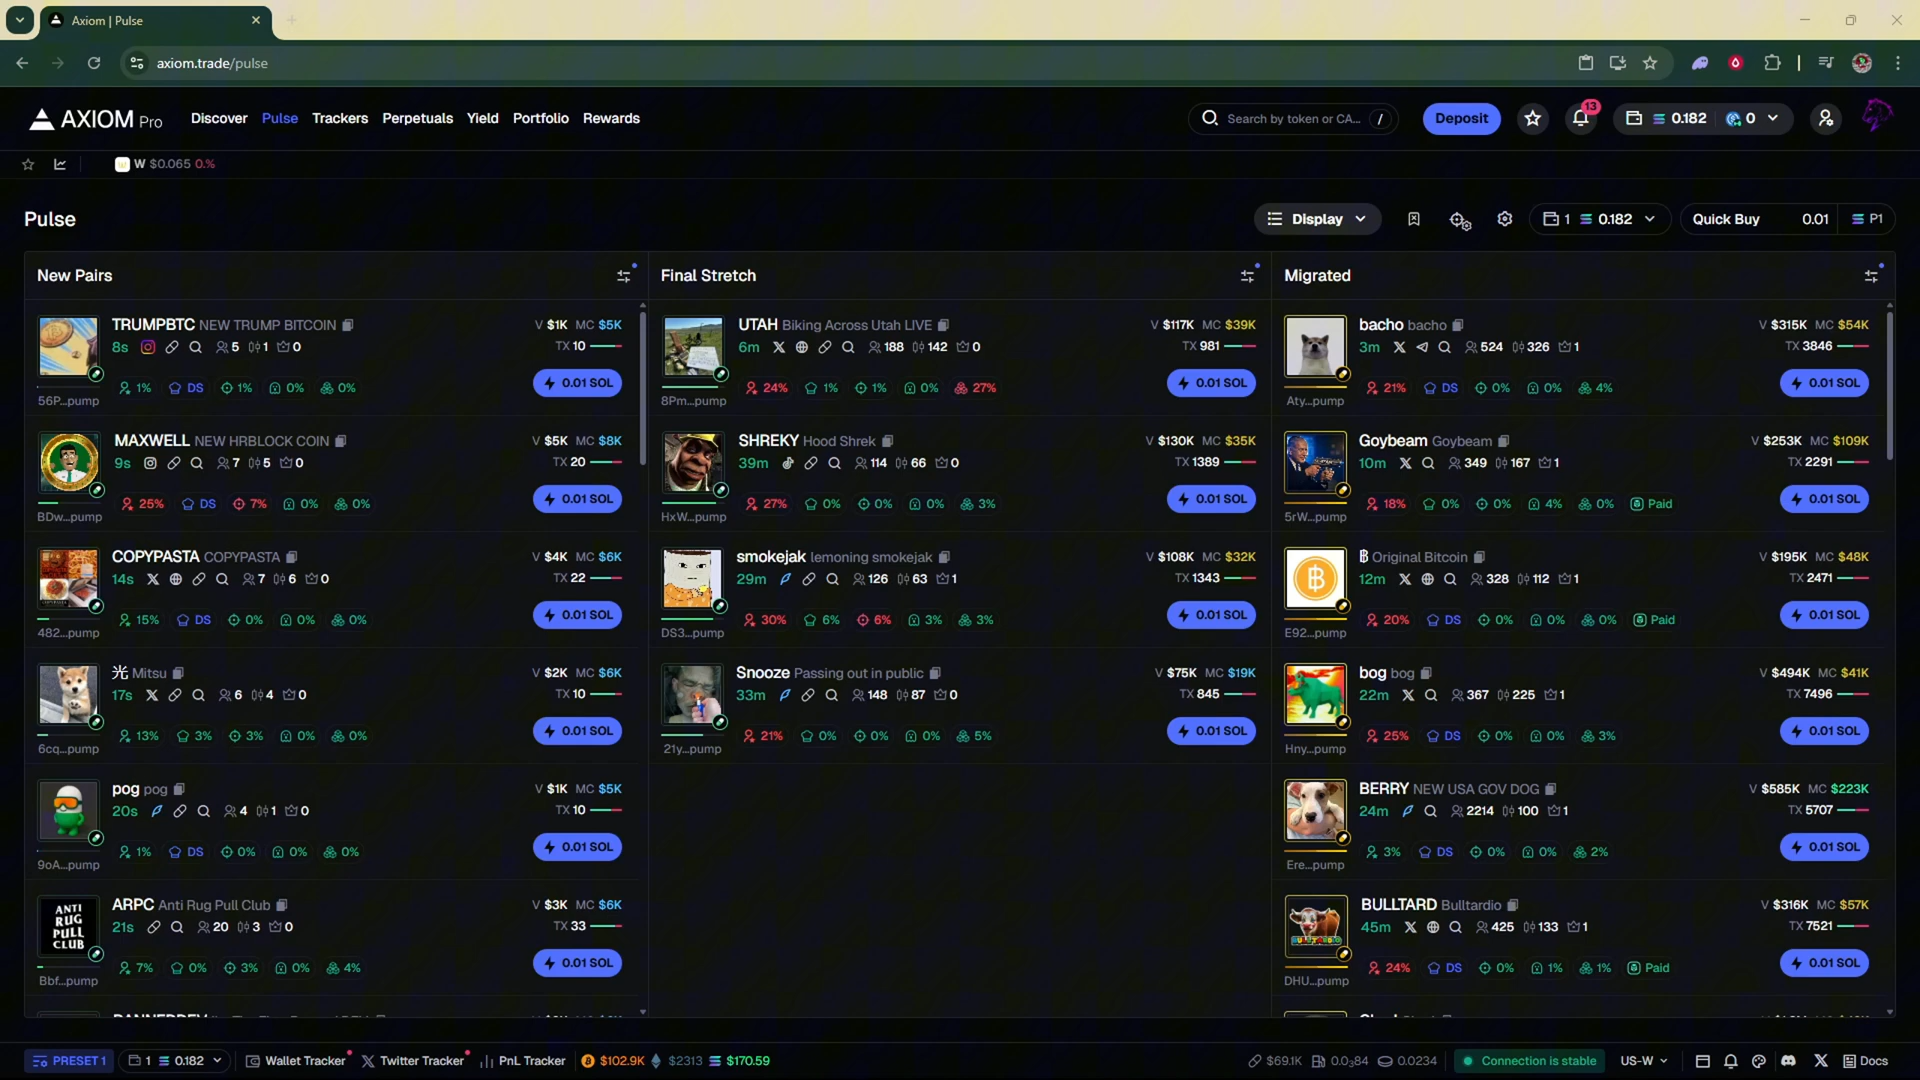 Axiom | Pulse
axiom.trade/pulse
AXIOM Pro Discover Pulse Trackers Perpetuals Yield Portfolio Rewards Search by token or CA... / Deposit 13 0.182 0
W $0.065 0.%
Pulse
Display 1 0.182 Quick Buy 0.01 P1
New Pairs
TRUMPBTC NEW TRUMP BITCOIN V $1K MC $5K
8s 5 1 0 TX 10
1% DS 1% 0% 0% 0.01 SOL
56P...pump
MAXWELL NEW HRBLOCK COIN V $5K MC $8K
9s 7 5 0 TX 20
25% DS 7% 0% 0% 0.01 SOL
BDw...pump
COPYPASTA COPYPASTA V $4K MC $6K
14s 7 6 0 TX 22
15% DS 0% 0% 0% 0.01 SOL
482...pump
光 Mitsu V $2K MC $6K
17s 6 4 0 TX 10
13% 3% 3% 0% 0% 0.01 SOL
6cq...pump
pog pog V $1K MC $5K
20s 4 1 0 TX 10
1% DS 0% 0% 0% 0.01 SOL
9oA...pump
ANTI
RUG
PULL
CLUB
ARPC Anti Rug Pull Club V $3K MC $6K
21s 20 3 0 TX 33
7% 0% 3% 0% 4% 0.01 SOL
Bbf...pump
Final Stretch
UTAH Biking Across Utah LIVE V $117K MC $39K
6m 188 142 0 TX 981
24% 1% 1% 0% 27% 0.01 SOL
8Pm...pump
SHREKY Hood Shrek V $130K MC $35K
39m 114 66 0 TX 1389
27% 0% 0% 0% 3% 0.01 SOL
HxW...pump
smokejak lemoning smokejak V $108K MC $32K
29m 126 63 1 TX 1343
30% 6% 6% 3% 3% 0.01 SOL
DS3...pump
Snooze Passing out in public V $75K MC $19K
33m 148 87 0 TX 845
21% 0% 0% 0% 5% 0.01 SOL
21y...pump
Migrated
bacho bacho V $315K MC $54K
3m 524 326 1 TX 3846
21% DS 0% 0% 4% 0.01 SOL
Aty...pump
Goybeam Goybeam V $253K MC $109K
10m 349 167 1 TX 2291
18% 0% 0% 4% 0% Paid 0.01 SOL
5rW...pump
฿ Original Bitcoin V $195K MC $48K
12m 328 112 1 TX 2471
20% DS 0% 0% 0% Paid 0.01 SOL
E92...pump
bog bog V $494K MC $41K
22m 367 225 1 TX 7496
25% DS 0% 0% 3% 0.01 SOL
Hny...pump
BERRY NEW USA GOV DOG V $585K MC $223K
24m 2214 100 1 TX 5707
3% DS 0% 0% 2% 0.01 SOL
Ere...pump
BULLTARD Bulltardio V $316K MC $57K
45m 425 133 1 TX 7521
24% DS 0% 1% 1% Paid 0.01 SOL
DHU...pump
PRESET 1 1 0.182 Wallet Tracker Twitter Tracker PnL Tracker $102.9K $2313 $170.59 $69.1K 0.0₃84 0.0234 Connection is stable US-W Docs